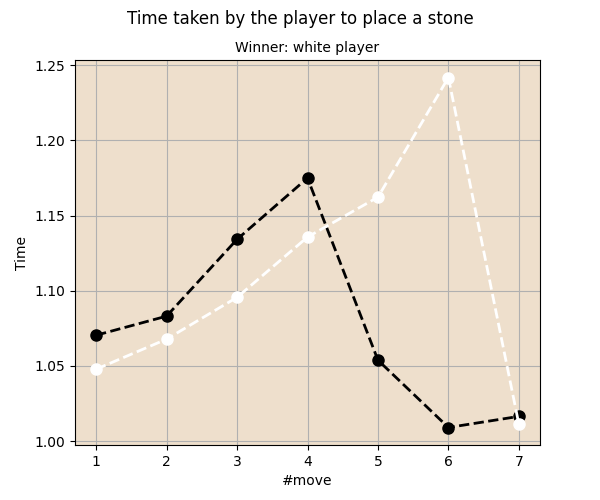 Time taken by the player to place a stone
Winner: white player
1.25
1.20
1.15
1.10
1.05
1.00
Time
1 2 3 4 5 6 7
#move